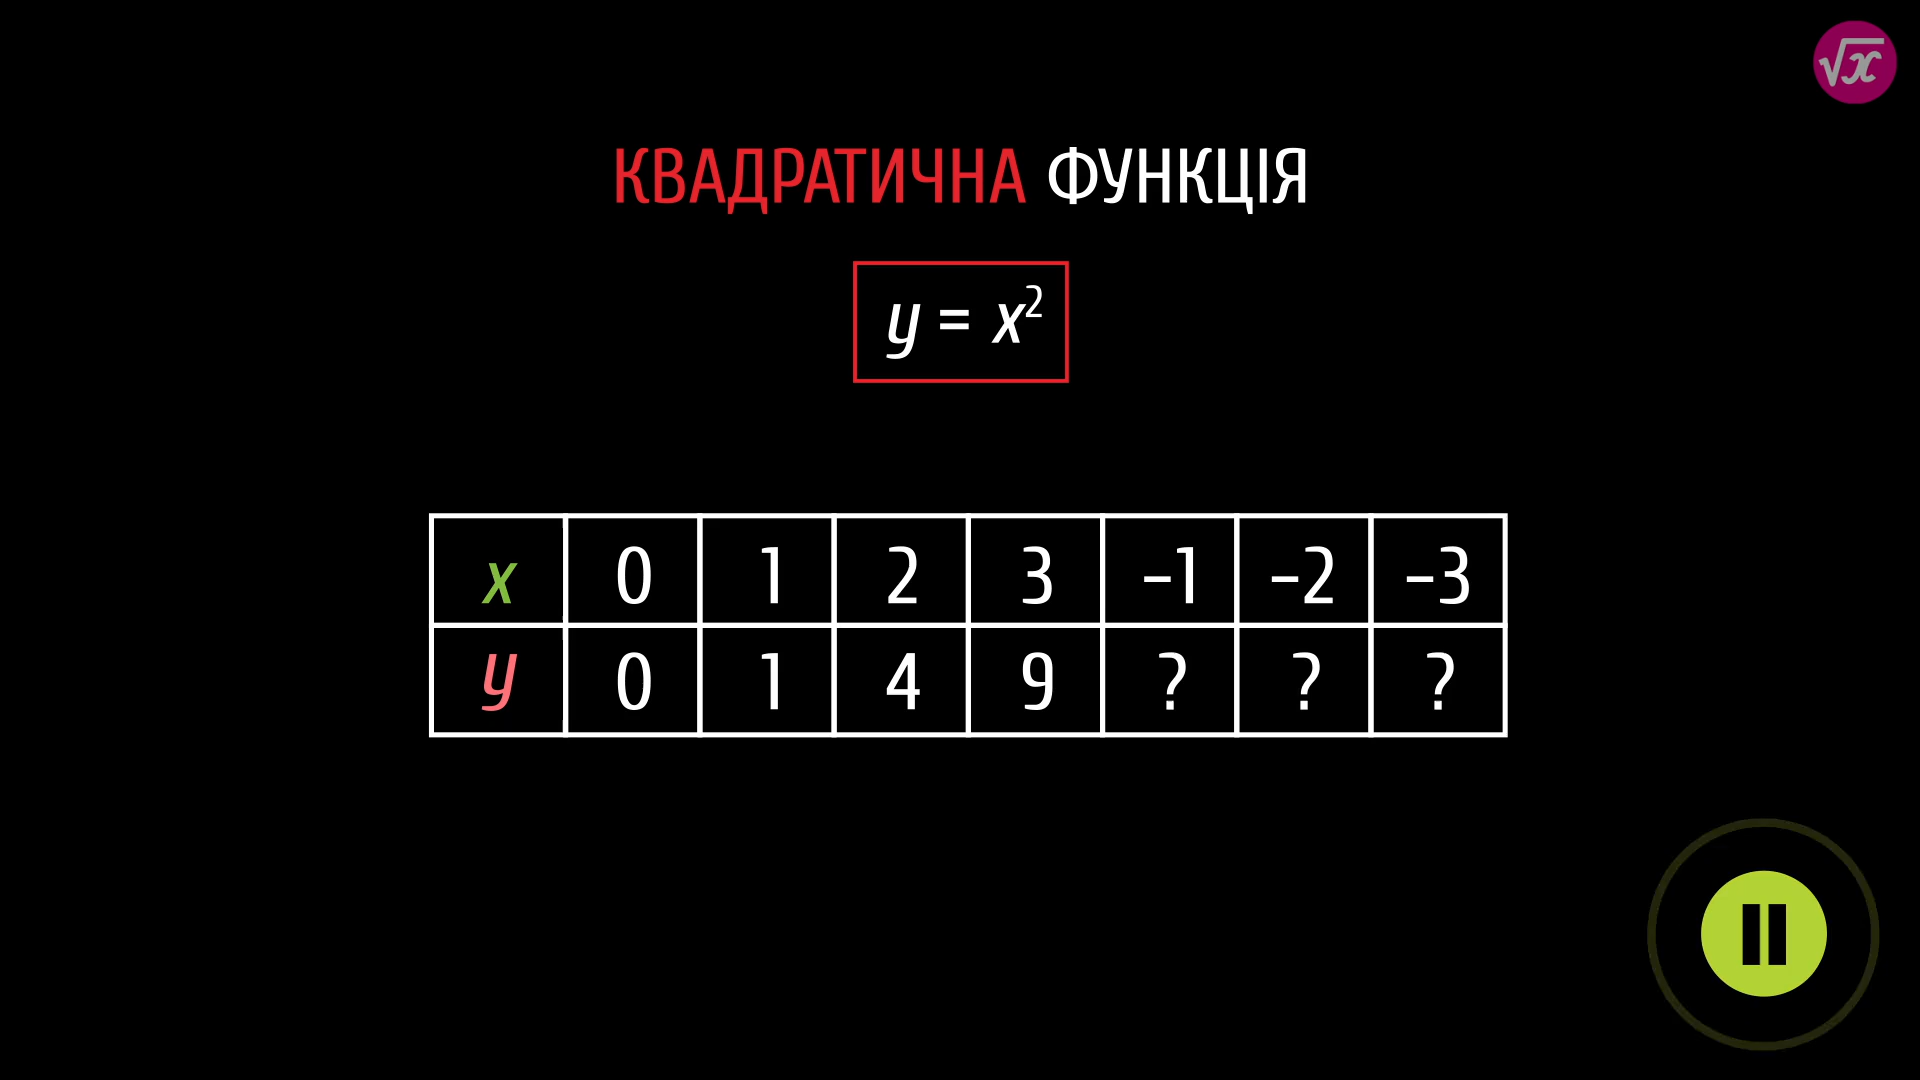 √x
КВАДРАТИЧНА ФУНКЦІЯ
y = x²
x 0 1 2 3 –1 –2 –3
y 0 1 4 9 ? ? ?